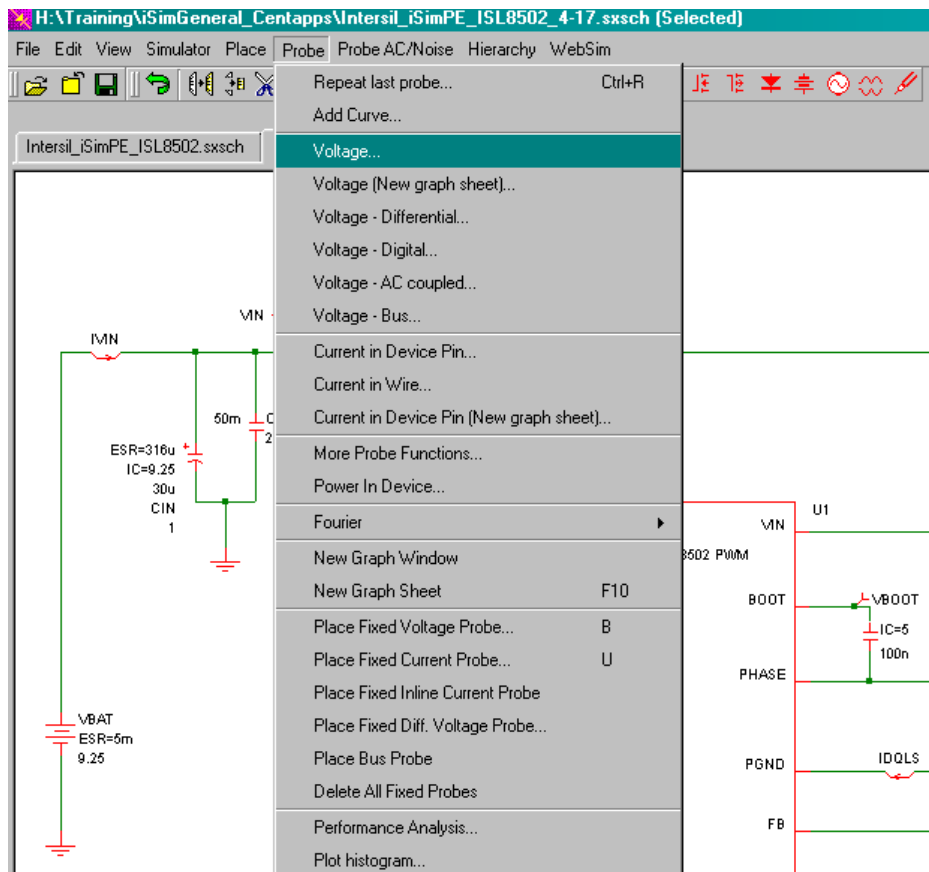 H:\Training\iSimGeneral_Centapps\Intersil_iSimPE_ISL8502_4-17.sxsch (Selected)
File Edit View Simulator Place Probe Probe AC/Noise Hierarchy WebSim
Repeat last probe... Ctrl+R
Add Curve...
Intersil_iSimPE_ISL8502.sxsch
Voltage...
Voltage (New graph sheet)...
Voltage - Differential...
Voltage - Digital...
Voltage - AC coupled...
Voltage - Bus...
Current in Device Pin...
Current in Wire...
Current in Device Pin (New graph sheet)...
More Probe Functions...
Power In Device...
Fourier
New Graph Window
New Graph Sheet F10
Place Fixed Voltage Probe... B
Place Fixed Current Probe... U
Place Fixed Inline Current Probe
Place Fixed Diff. Voltage Probe...
Place Bus Probe
Delete All Fixed Probes
Performance Analysis...
Plot histogram...
VIN
IVIN
50m C
2
ESR=316u
IC=9.25
30u
CIN
1
VBAT
ESR=5m
9.25
U1
VIN
8502 PWM
BOOT
VBOOT
IC=5
100n
PHASE
PGND
IDQLS
FB